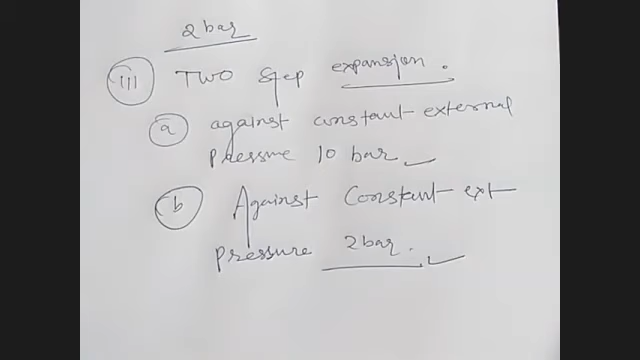 2 bar
(iii) Two step expansion.
(a) against constant external
pressure 10 bar
(b) Against Constant ext
pressure 2 bar.